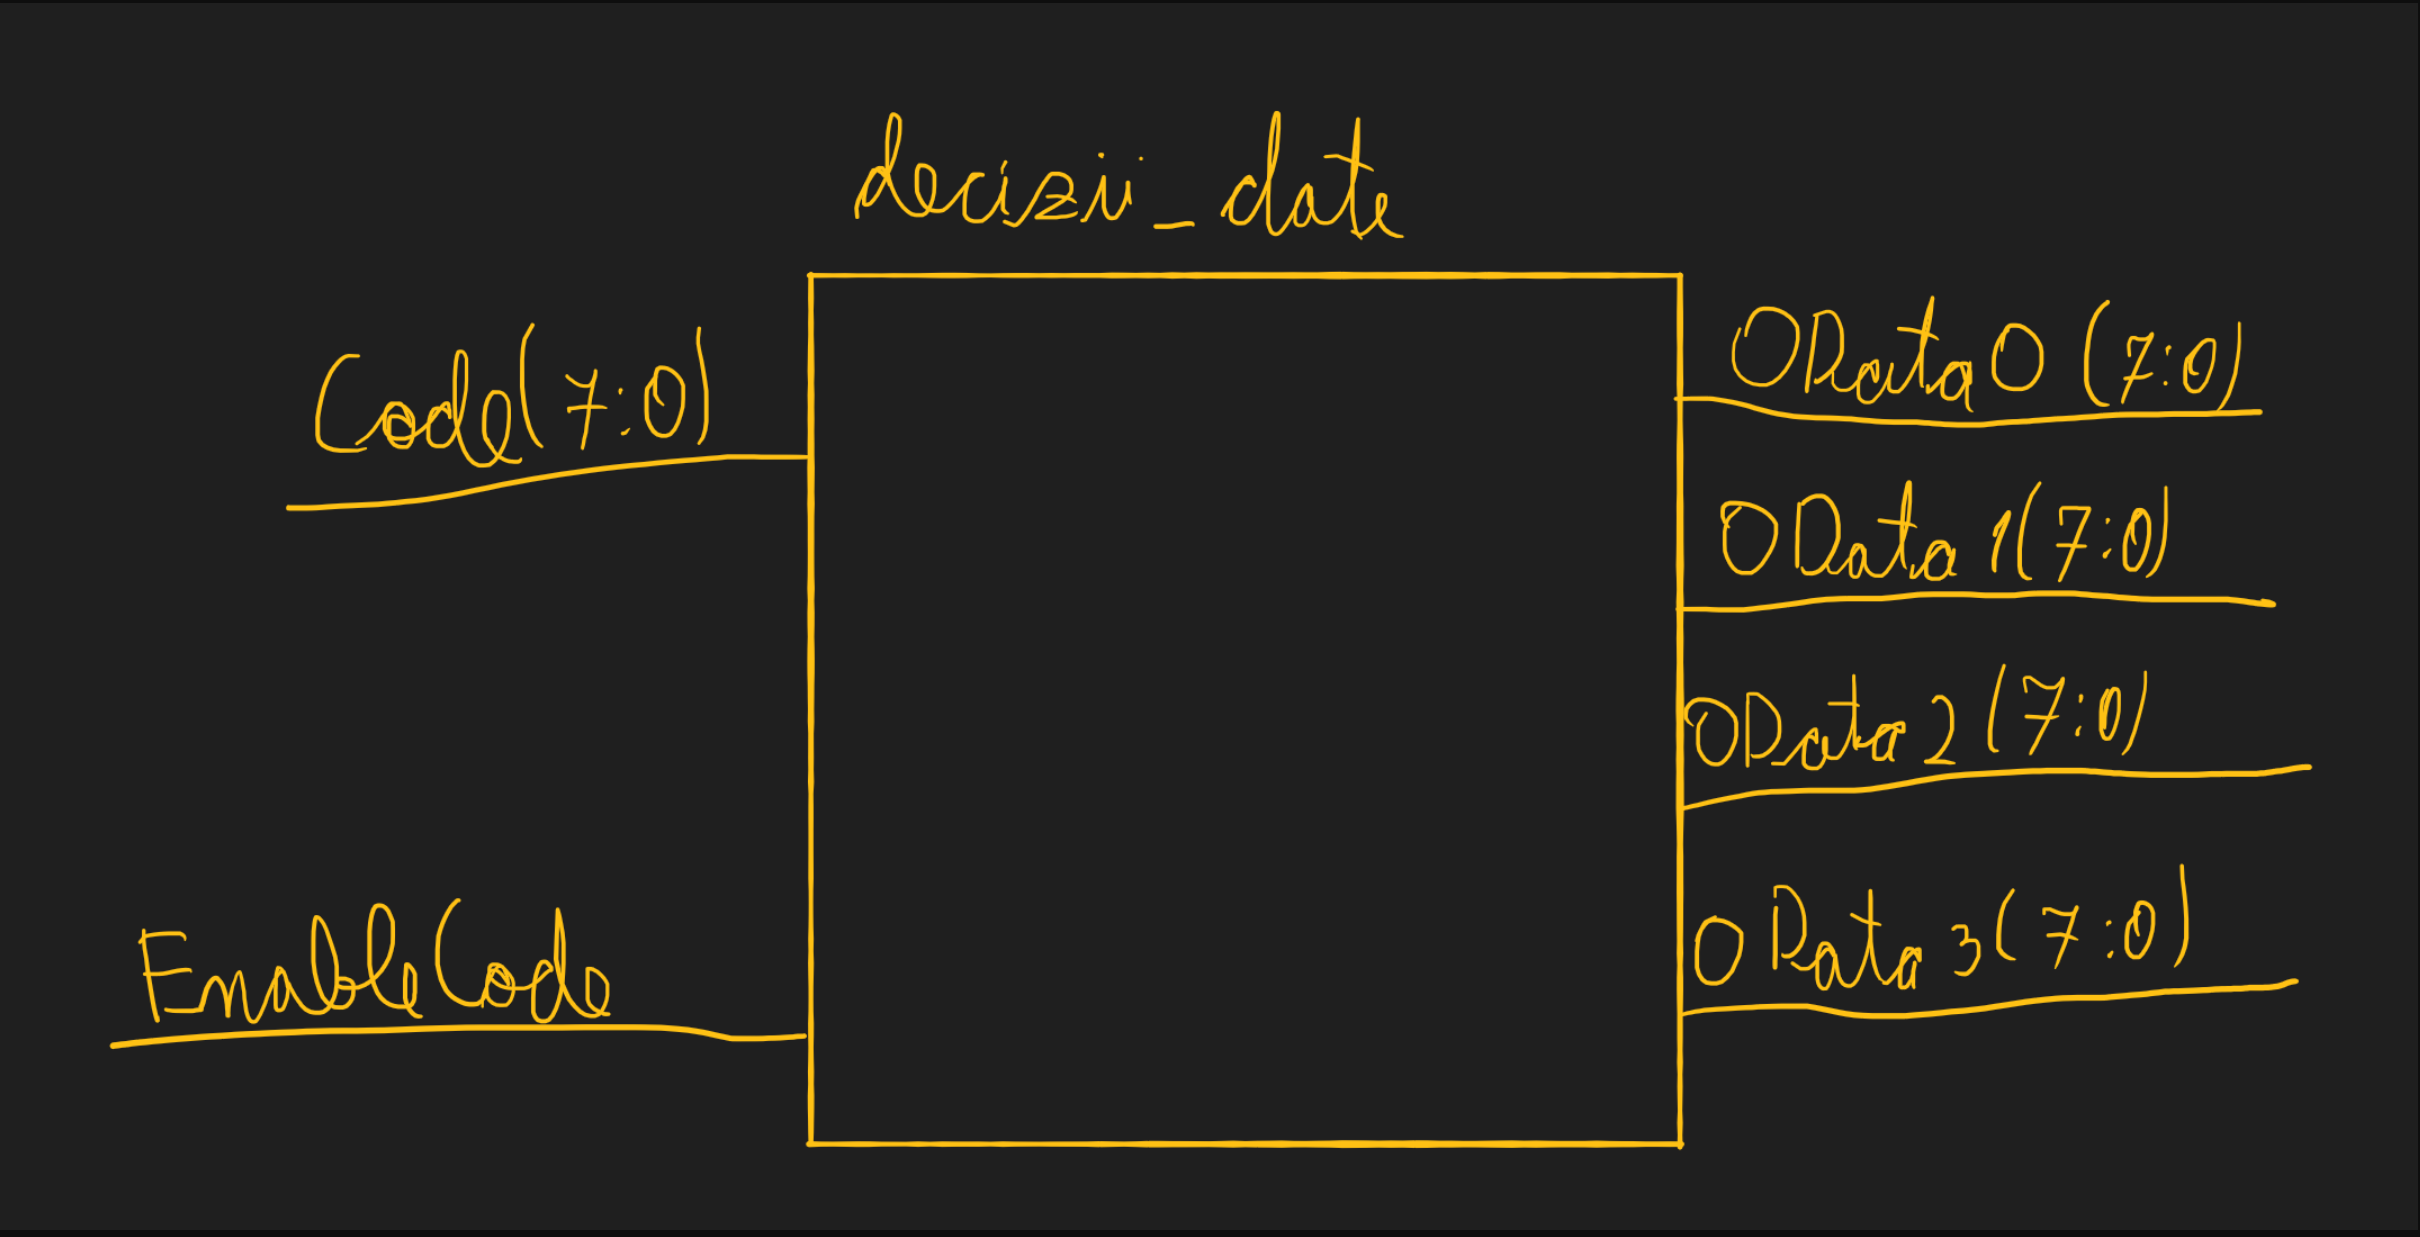 decizii_date
Code(7:0)
EnableCode
OData0(7:0)
OData1(7:0)
OData2(7:0)
OData3(7:0)